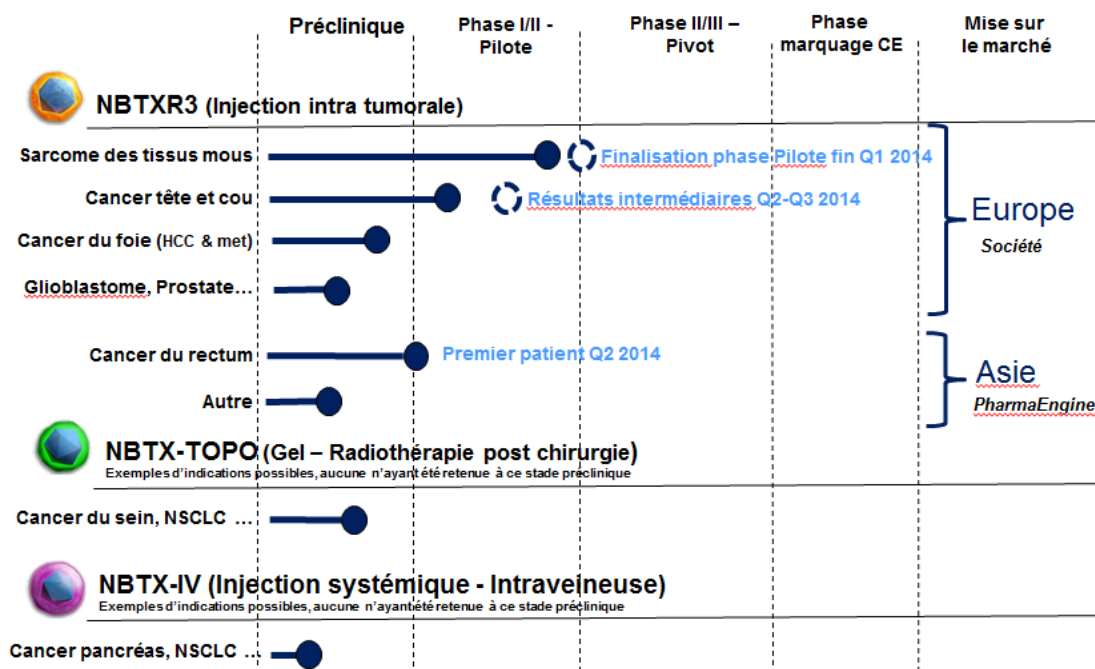 Préclinique
Phase I/II -
Pilote
Phase II/III –
Pivot
Phase
marquage CE
Mise sur
le marché
NBTXR3 (Injection intra tumorale)
Sarcome des tissus mous
Finalisation phase Pilote fin Q1 2014
Cancer tête et cou
Résultats intermédiaires Q2-Q3 2014
Cancer du foie (HCC & met)
Glioblastome, Prostate…
Europe
Société
Cancer du rectum
Premier patient Q2 2014
Autre
Asie
PharmaEngine
NBTX-TOPO (Gel – Radiothérapie post chirurgie)
Exemples d'indications possibles, aucune n'ayant été retenue à ce stade préclinique
Cancer du sein, NSCLC …
NBTX-IV (Injection systémique - Intraveineuse)
Exemples d'indications possibles, aucune n'ayant été retenue à ce stade préclinique
Cancer pancréas, NSCLC …